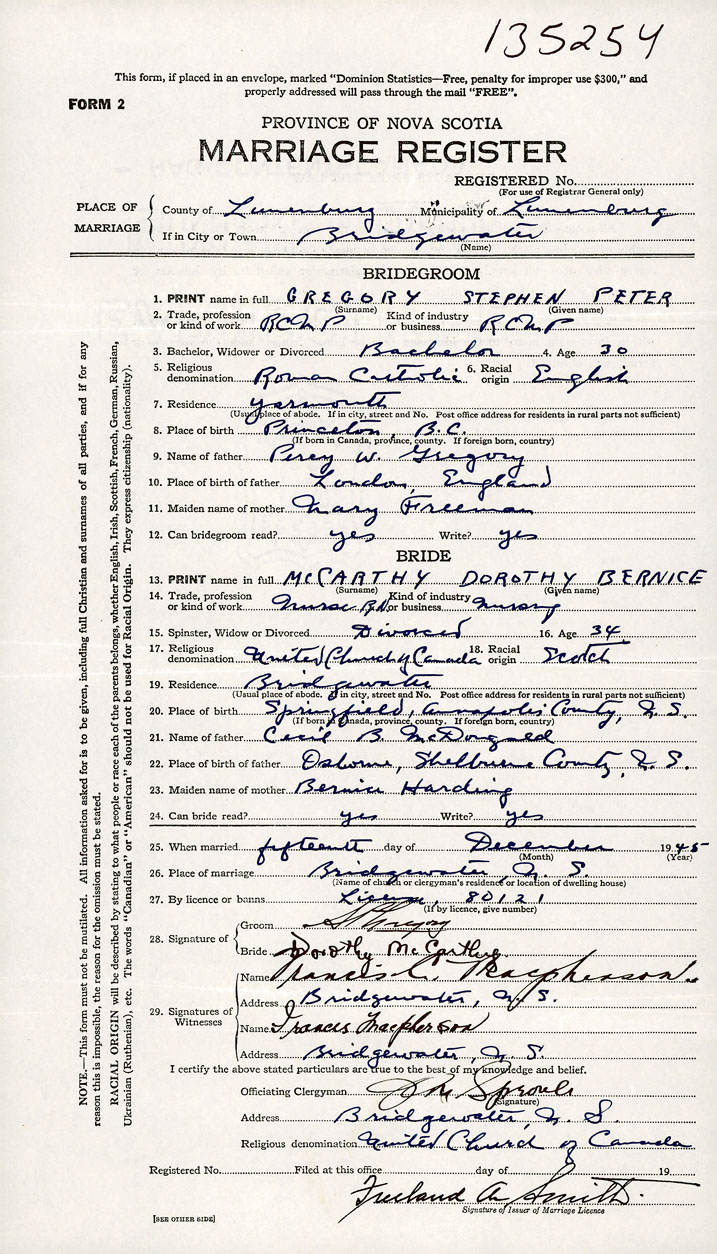 135254
This form, if placed in an envelope, marked "Dominion Statistics—Free, penalty for improper use $300," and
properly addressed will pass through the mail "FREE".
FORM 2
PROVINCE OF NOVA SCOTIA
MARRIAGE REGISTER
REGISTERED No.
(For use of Registrar General only)
PLACE OF MARRIAGE
County of Lunenburg Municipality of Lunenburg
If in City or Town Bridgewater
(Name)
BRIDEGROOM
1. PRINT name in full GREGORY STEPHEN PETER
(Surname) (Given name)
2. Trade, profession or kind of work RCMP Kind of industry or business RCMP
3. Bachelor, Widower or Divorced Bachelor 4. Age 30
5. Religious denomination Roman Catholic 6. Racial origin English
7. Residence Yarmouth
(Usual place of abode. If in city, street and No. Post office address for residents in rural parts not sufficient)
8. Place of birth Princeton, B.C.
(If born in Canada, province, county. If foreign born, country)
9. Name of father Percy W. Gregory
10. Place of birth of father London, England
11. Maiden name of mother Mary Freeman
12. Can bridegroom read? yes Write? yes
BRIDE
13. PRINT name in full McCARTHY DOROTHY BERNICE
(Surname) (Given name)
14. Trade, profession or kind of work Nurse RN Kind of industry or business Nursing
15. Spinster, Widow or Divorced Divorced 16. Age 34
17. Religious denomination United Church of Canada 18. Racial origin Scotch
19. Residence Bridgewater
(Usual place of abode. If in city, street and No. Post office address for residents in rural parts not sufficient)
20. Place of birth Springfield, Annapolis County, N.S.
(If born in Canada, province, county. If foreign born, country)
21. Name of father Cecil B. McDougald
22. Place of birth of father Osborne, Shelburne County, N.S.
23. Maiden name of mother Bernice Harding
24. Can bride read? yes Write? yes
25. When married fifteenth day of December 1945
(Month) (Year)
26. Place of marriage Bridgewater, N.S.
(Name of church or clergyman's residence or location of dwelling house)
27. By licence or banns License, 80121
(If by licence, give number)
28. Signature of
Groom SP Gregory
Bride Dorothy McCarthy
29. Signatures of Witnesses
Name Francis C. Macpherson
Address Bridgewater, N.S.
Name Frances Macpherson
Address Bridgewater, N.S.
I certify the above stated particulars are true to the best of my knowledge and belief.
Officiating Clergyman Sproule
(Signature)
Address Bridgewater, N.S.
Religious denomination United Church of Canada
Registered No. Filed at this office day of 19
Freeland A. Smith
Signature of Issuer of Marriage Licence
[SEE OTHER SIDE]
NOTE.—This form must not be mutilated. All information asked for is to be given, including full Christian and surnames of all parties, and if for any
reason this is impossible, the reason for the omission must be stated.
RACIAL ORIGIN will be described by stating to what people or race each of the parents belongs, whether English, Irish, Scottish, French, German, Russian,
Ukrainian (Ruthenian), etc. The words "Canadian" or "American" should not be used for Racial Origin. They express citizenship (nationality).